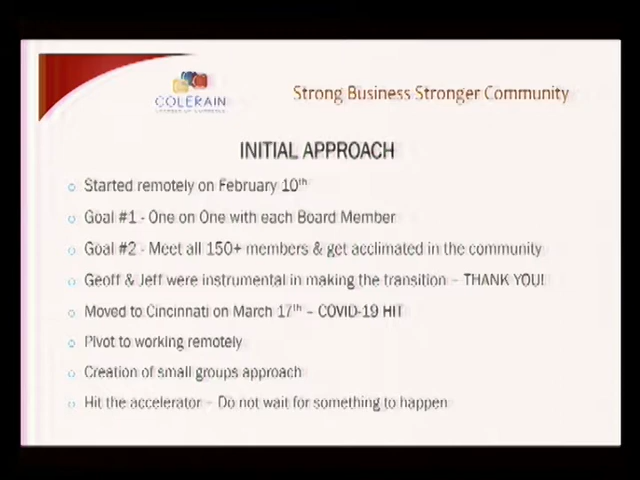 COLERAIN
CHAMBER OF COMMERCE
Strong Business Stronger Community
INITIAL APPROACH
Started remotely on February 10th
Goal #1 - One on One with each Board Member
Goal #2 - Meet all 150+ members & get acclimated in the community
Geoff & Jeff were instrumental in making the transition – THANK YOU!
Moved to Cincinnati on March 17th – COVID-19 HIT
Pivot to working remotely
Creation of small groups approach
Hit the accelerator – Do not wait for something to happen